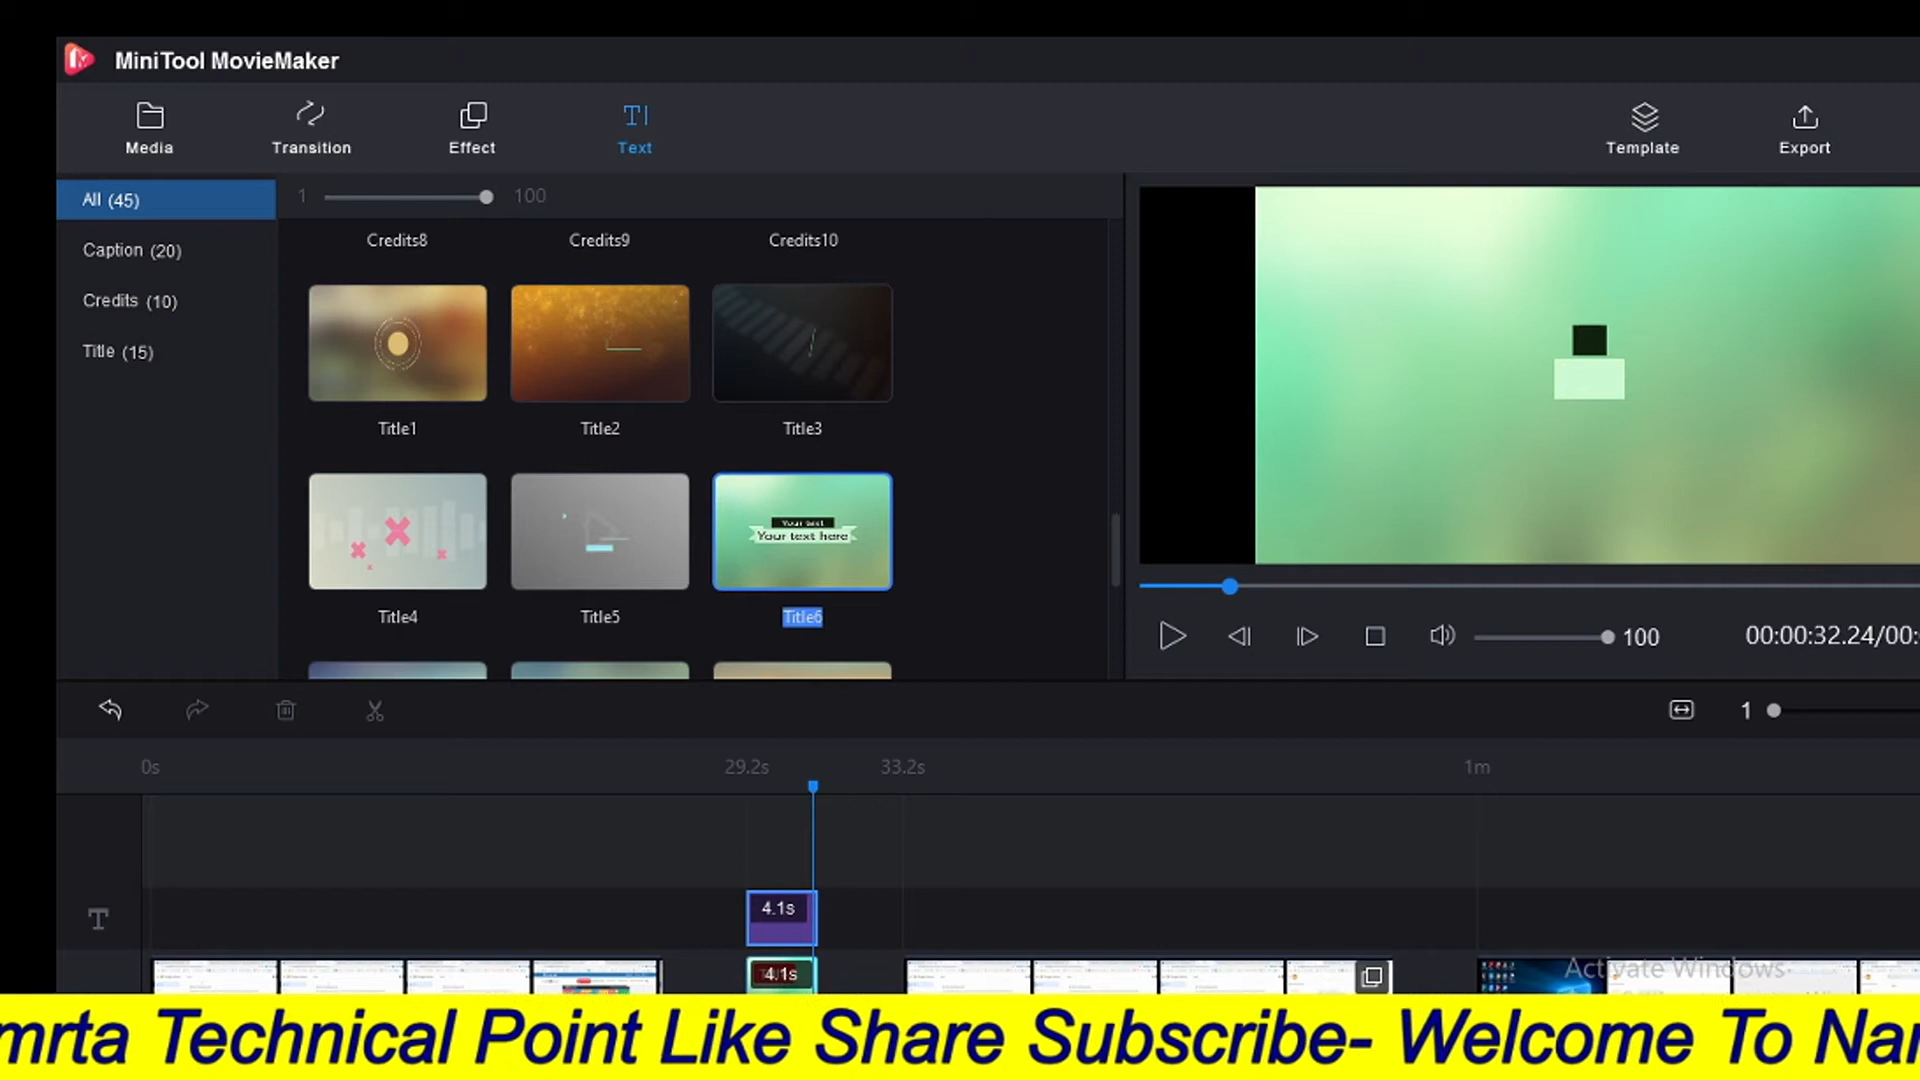 MiniTool MovieMaker
Media
Transition
Effect
Text
Template
Export
All (45)
Caption (20)
Credits (10)
Title (15)
1
100
Credits8
Credits9
Credits10
Title1
Title2
Title3
Your text
Your text here
Title4
Title5
Title6
100
00:00:32.24/00:
1
0s
29.2s
33.2s
1m
T
4.1s
4.1s
Activate Windows
mrta Technical Point Like Share Subscribe- Welcome To Nar